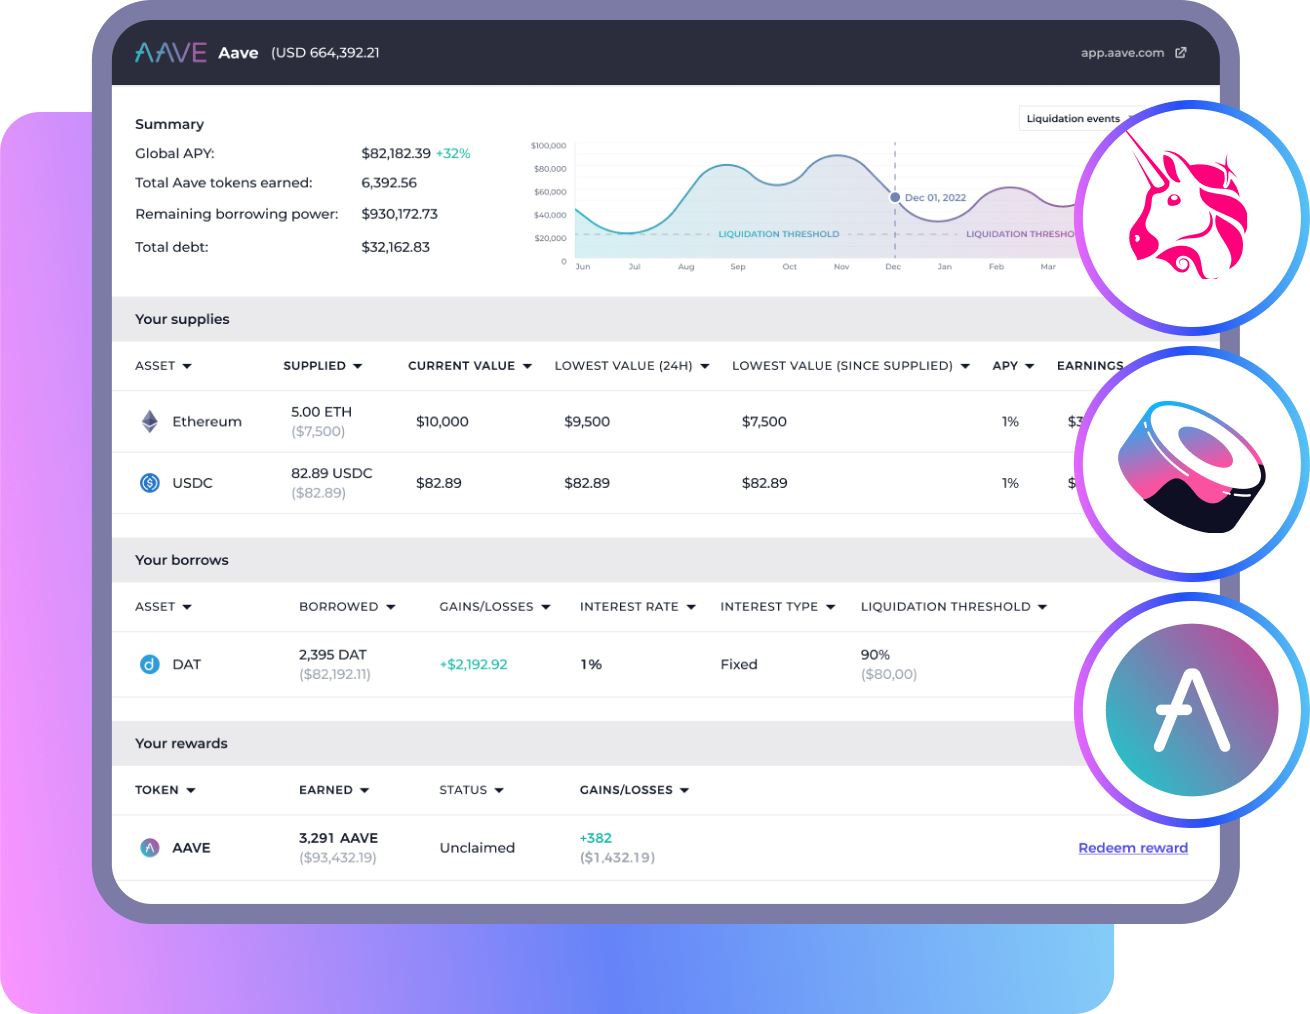 AAVE Aave (USD 664,392.21
app.aave.com
Summary
Global APY: $82,182.39 +32%
Total Aave tokens earned: 6,392.56
Remaining borrowing power: $930,172.73
Total debt: $32,162.83
Liquidation events
$100,000
$80,000
$60,000
$40,000
$20,000
0
Dec 01, 2022
LIQUIDATION THRESHOLD
LIQUIDATION THRESHO
Jun Jul Aug Sep Oct Nov Dec Jan Feb Mar
Your supplies
ASSET SUPPLIED CURRENT VALUE LOWEST VALUE (24H) LOWEST VALUE (SINCE SUPPLIED) APY EARNINGS
Ethereum 5.00 ETH $10,000 $9,500 $7,500 1% $3
($7,500)
USDC 82.89 USDC $82.89 $82.89 $82.89 1% $
($82.89)
Your borrows
ASSET BORROWED GAINS/LOSSES INTEREST RATE INTEREST TYPE LIQUIDATION THRESHOLD
DAT 2,395 DAT +$2,192.92 1% Fixed 90%
($82,192.11) ($80,00)
Your rewards
TOKEN EARNED STATUS GAINS/LOSSES
AAVE 3,291 AAVE Unclaimed +382 Redeem reward
($93,432.19) ($1,432.19)